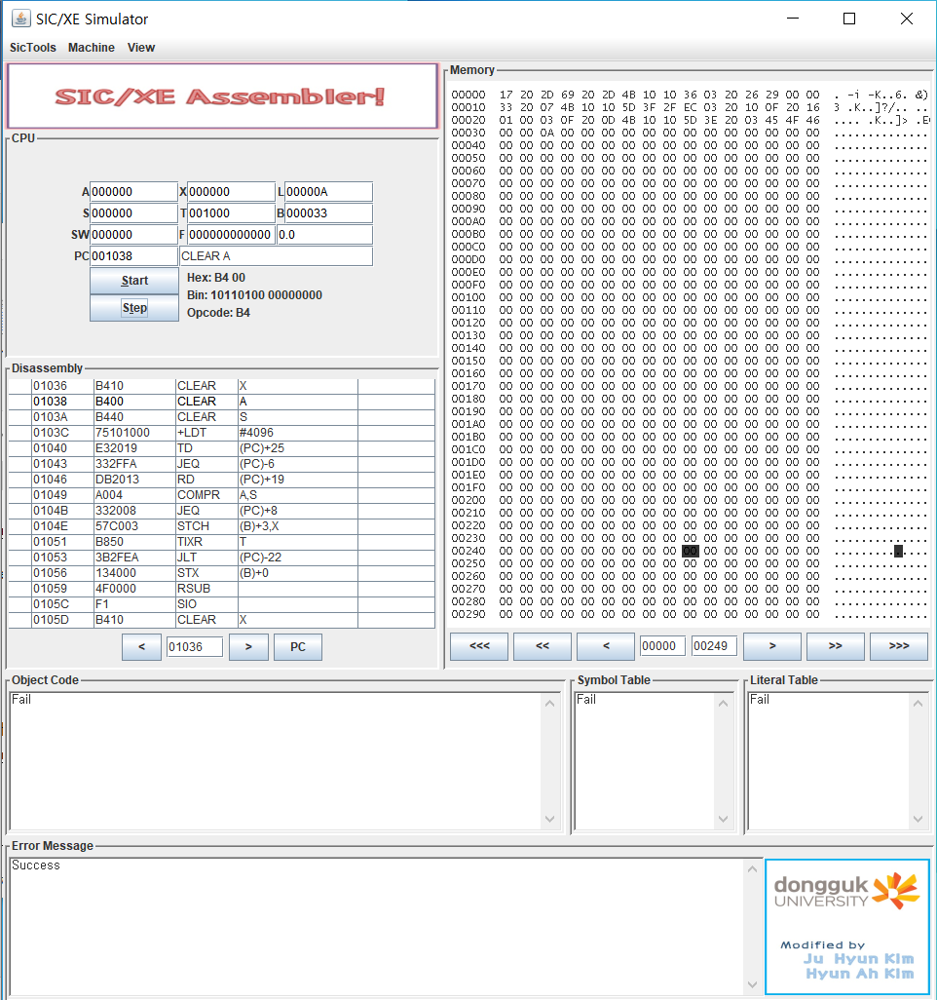 SIC/XE Simulator
SicTools Machine View
SIC/XE Assembler!
CPU
A 000000 X 000000 L 00000A
S 000000 T 001000 B 000033
SW 000000 F 000000000000 0.0
PC 001038 CLEAR A
Start
Step
Hex: B4 00
Bin: 10110100 00000000
Opcode: B4
Disassembly
01036 B410 CLEAR X
01038 B400 CLEAR A
0103A B440 CLEAR S
0103C 75101000 +LDT #4096
01040 E32019 TD (PC)+25
01043 332FFA JEQ (PC)-6
01046 DB2013 RD (PC)+19
01049 A004 COMPR A,S
0104B 332008 JEQ (PC)+8
0104E 57C003 STCH (B)+3,X
01051 B850 TIXR T
01053 3B2FEA JLT (PC)-22
01056 134000 STX (B)+0
01059 4F0000 RSUB
0105C F1 SIO
0105D B410 CLEAR X
< 01036 > PC
Memory
00000 17 20 2D 69 20 2D 4B 10 10 36 03 20 26 29 00 00 . -i -K..6. &)
00010 33 20 07 4B 10 10 5D 3F 2F EC 03 20 10 0F 20 16 3 .K..]?/.. ...
00020 01 00 03 0F 20 0D 4B 10 10 5D 3E 20 03 45 4F 46 .... .K..]> .E
00030 00 00 0A 00 00 00 00 00 00 00 00 00 00 00 00 00 ...............
00040 00 00 00 00 00 00 00 00 00 00 00 00 00 00 00 00 ...............
00050 00 00 00 00 00 00 00 00 00 00 00 00 00 00 00 00 ...............
00060 00 00 00 00 00 00 00 00 00 00 00 00 00 00 00 00 ...............
00070 00 00 00 00 00 00 00 00 00 00 00 00 00 00 00 00 ...............
00080 00 00 00 00 00 00 00 00 00 00 00 00 00 00 00 00 ...............
00090 00 00 00 00 00 00 00 00 00 00 00 00 00 00 00 00 ...............
000A0 00 00 00 00 00 00 00 00 00 00 00 00 00 00 00 00 ...............
000B0 00 00 00 00 00 00 00 00 00 00 00 00 00 00 00 00 ...............
000C0 00 00 00 00 00 00 00 00 00 00 00 00 00 00 00 00 ...............
000D0 00 00 00 00 00 00 00 00 00 00 00 00 00 00 00 00 ...............
000E0 00 00 00 00 00 00 00 00 00 00 00 00 00 00 00 00 ...............
000F0 00 00 00 00 00 00 00 00 00 00 00 00 00 00 00 00 ...............
00100 00 00 00 00 00 00 00 00 00 00 00 00 00 00 00 00 ...............
00110 00 00 00 00 00 00 00 00 00 00 00 00 00 00 00 00 ...............
00120 00 00 00 00 00 00 00 00 00 00 00 00 00 00 00 00 ...............
00130 00 00 00 00 00 00 00 00 00 00 00 00 00 00 00 00 ...............
00140 00 00 00 00 00 00 00 00 00 00 00 00 00 00 00 00 ...............
00150 00 00 00 00 00 00 00 00 00 00 00 00 00 00 00 00 ...............
00160 00 00 00 00 00 00 00 00 00 00 00 00 00 00 00 00 ...............
00170 00 00 00 00 00 00 00 00 00 00 00 00 00 00 00 00 ...............
00180 00 00 00 00 00 00 00 00 00 00 00 00 00 00 00 00 ...............
00190 00 00 00 00 00 00 00 00 00 00 00 00 00 00 00 00 ...............
001A0 00 00 00 00 00 00 00 00 00 00 00 00 00 00 00 00 ...............
001B0 00 00 00 00 00 00 00 00 00 00 00 00 00 00 00 00 ...............
001C0 00 00 00 00 00 00 00 00 00 00 00 00 00 00 00 00 ...............
001D0 00 00 00 00 00 00 00 00 00 00 00 00 00 00 00 00 ...............
001E0 00 00 00 00 00 00 00 00 00 00 00 00 00 00 00 00 ...............
001F0 00 00 00 00 00 00 00 00 00 00 00 00 00 00 00 00 ...............
00200 00 00 00 00 00 00 00 00 00 00 00 00 00 00 00 00 ...............
00210 00 00 00 00 00 00 00 00 00 00 00 00 00 00 00 00 ...............
00220 00 00 00 00 00 00 00 00 00 00 00 00 00 00 00 00 ...............
00230 00 00 00 00 00 00 00 00 00 00 00 00 00 00 00 00 ...............
00240 00 00 00 00 00 00 00 00 00 00 00 00 00 00 00 00 ...............
00250 00 00 00 00 00 00 00 00 00 00 00 00 00 00 00 00 ...............
00260 00 00 00 00 00 00 00 00 00 00 00 00 00 00 00 00 ...............
00270 00 00 00 00 00 00 00 00 00 00 00 00 00 00 00 00 ...............
00280 00 00 00 00 00 00 00 00 00 00 00 00 00 00 00 00 ...............
00290 00 00 00 00 00 00 00 00 00 00 00 00 00 00 00 00 ...............
<<< << < 00000 00249 > >> >>>
Object Code
Fail
Symbol Table
Fail
Literal Table
Fail
Error Message
Success
dongguk
UNIVERSITY
Modified by
Ju Hyun Kim
Hyun Ah Kim